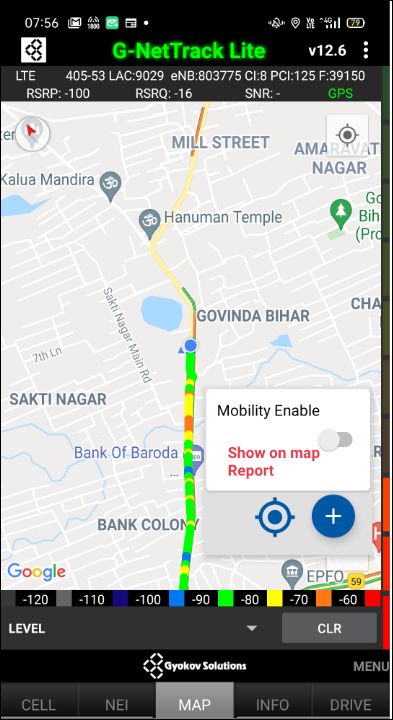 07:56
1800
4G
79
G-NetTrack Lite
v12.6
LTE 405-53 LAC:9029 eNB:803775 CI:8 PCI:125 F:39150
RSRP: -100 RSRQ: -16 SNR: - GPS
MILL STREET
AMARAVAT
NAGAR
Kalua Mandira
Hanuman Temple
Go
Bih
(Pro
GOVINDA BIHAR
CHA
Sakti Nagar Main Rd
7th Ln
SAKTI NAGAR
Mobility Enable
Show on map
Report
Bank Of Baroda
...
BANK COLONY
Google
EPFO
59
-120 -110 -100 -90 -80 -70 -60
LEVEL
CLR
Gyokov Solutions
MENU
CELL NEI MAP INFO DRIVE